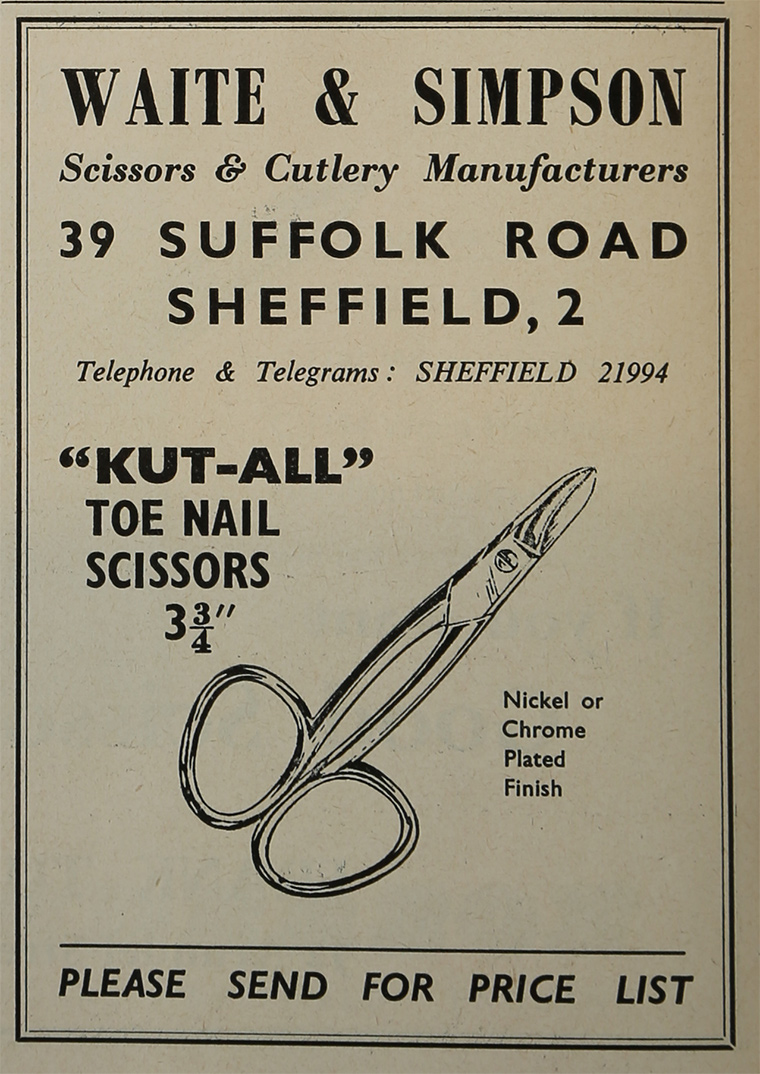 WAITE & SIMPSON
Scissors & Cutlery Manufacturers
39 SUFFOLK ROAD
SHEFFIELD, 2
Telephone & Telegrams: SHEFFIELD 21994
“KUT-ALL”
TOE NAIL
SCISSORS
3¾″
Nickel or
Chrome
Plated
Finish
PLEASE SEND FOR PRICE LIST